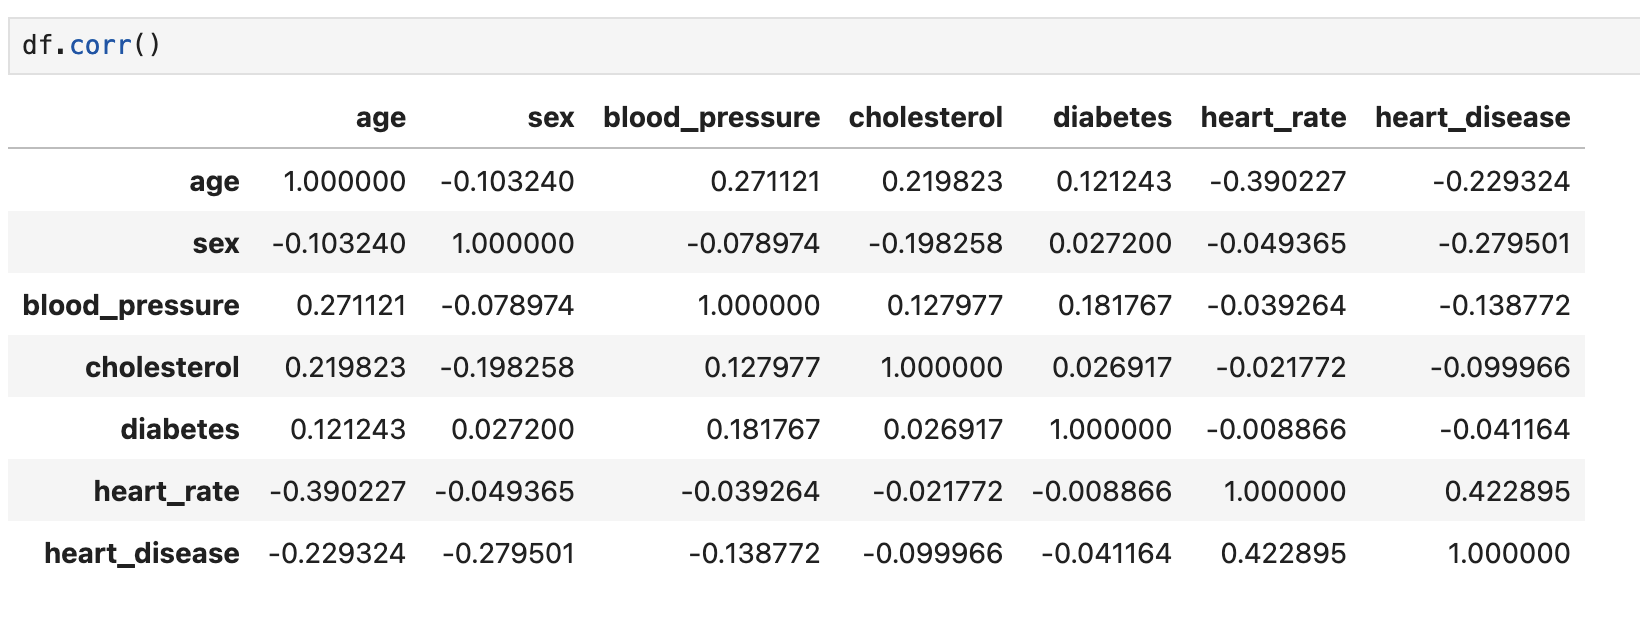 df.corr()
age sex blood_pressure cholesterol diabetes heart_rate heart_disease
age 1.000000 -0.103240 0.271121 0.219823 0.121243 -0.390227 -0.229324
sex -0.103240 1.000000 -0.078974 -0.198258 0.027200 -0.049365 -0.279501
blood_pressure 0.271121 -0.078974 1.000000 0.127977 0.181767 -0.039264 -0.138772
cholesterol 0.219823 -0.198258 0.127977 1.000000 0.026917 -0.021772 -0.099966
diabetes 0.121243 0.027200 0.181767 0.026917 1.000000 -0.008866 -0.041164
heart_rate -0.390227 -0.049365 -0.039264 -0.021772 -0.008866 1.000000 0.422895
heart_disease -0.229324 -0.279501 -0.138772 -0.099966 -0.041164 0.422895 1.000000